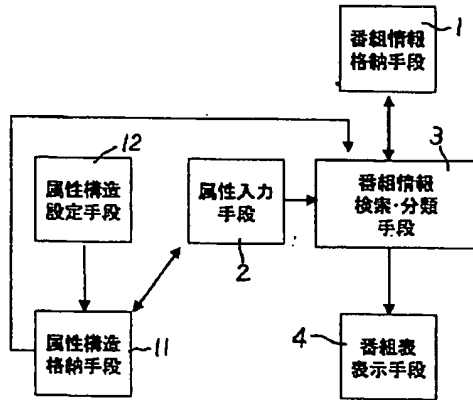 1
番組情報
格納手段
12
3
属性構造
設定手段
属性入力
手段
番組情報
検索・分類
手段
2
属性構造
格納手段
11
4
番組表
表示手段